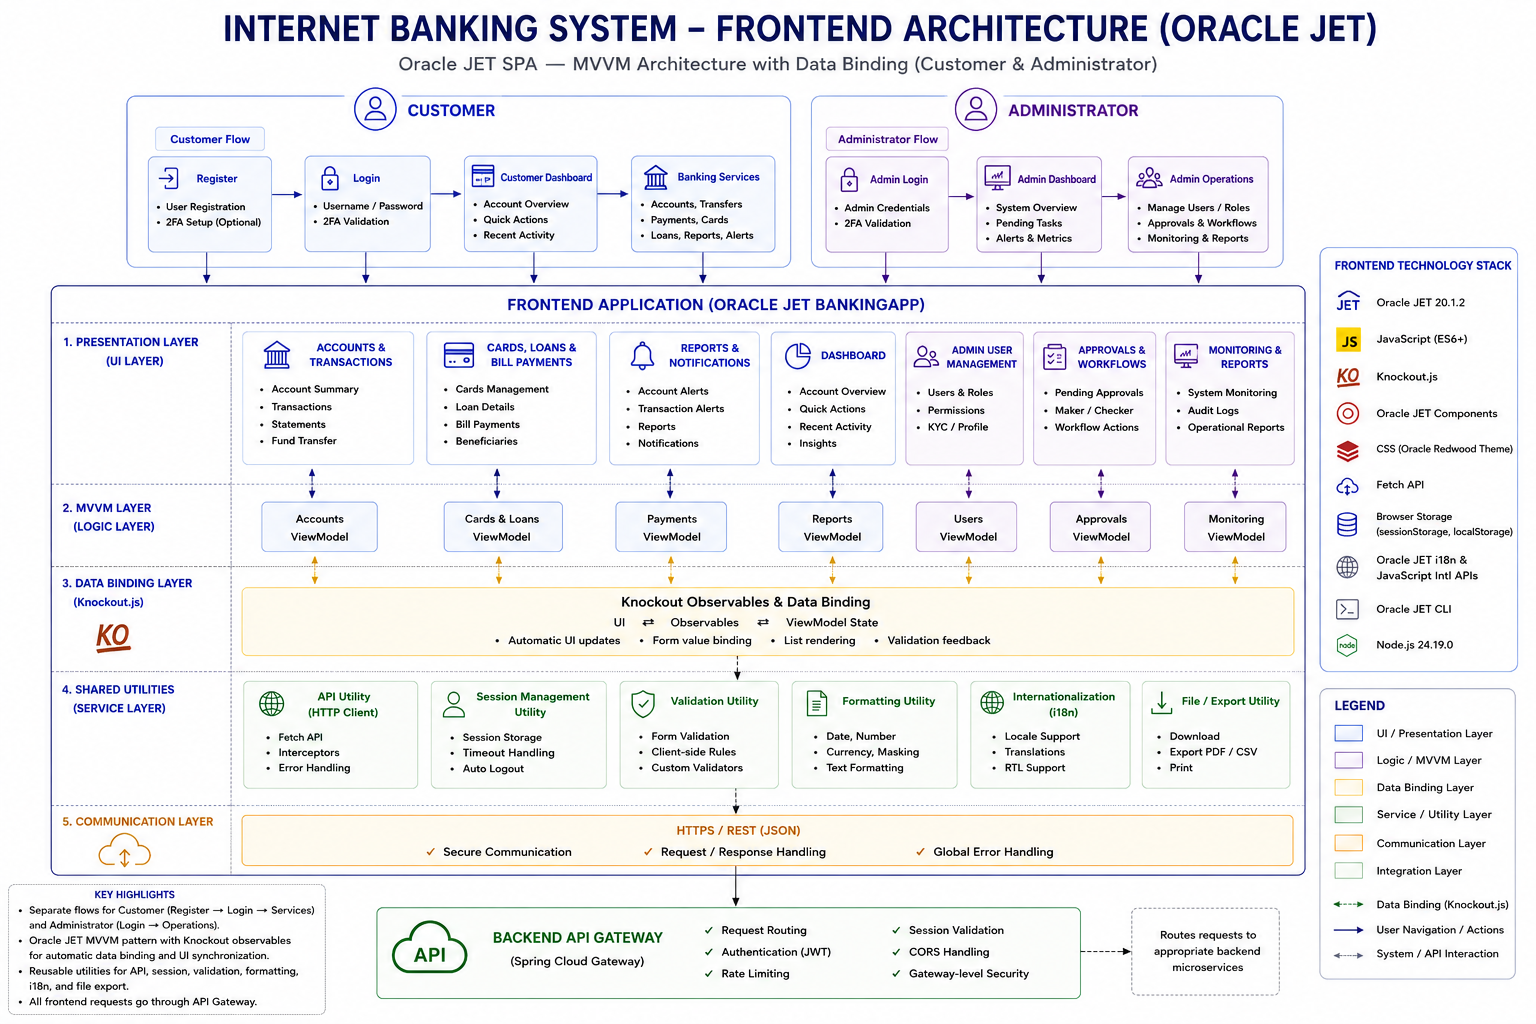 INTERNET BANKING SYSTEM – FRONTEND ARCHITECTURE (ORACLE JET)
Oracle JET SPA — MVVM Architecture with Data Binding (Customer & Administrator)
CUSTOMER
Customer Flow
Register
• User Registration
• 2FA Setup (Optional)
Login
• Username / Password
• 2FA Validation
Customer Dashboard
• Account Overview
• Quick Actions
• Recent Activity
Banking Services
• Accounts, Transfers
• Payments, Cards
• Loans, Reports, Alerts
ADMINISTRATOR
Administrator Flow
Admin Login
• Admin Credentials
• 2FA Validation
Admin Dashboard
• System Overview
• Pending Tasks
• Alerts & Metrics
Admin Operations
• Manage Users / Roles
• Approvals & Workflows
• Monitoring & Reports
FRONTEND APPLICATION (ORACLE JET BANKINGAPP)
1. PRESENTATION LAYER
(UI LAYER)
ACCOUNTS &
TRANSACTIONS
• Account Summary
• Transactions
• Statements
• Fund Transfer
CARDS, LOANS &
BILL PAYMENTS
• Cards Management
• Loan Details
• Bill Payments
• Beneficiaries
REPORTS &
NOTIFICATIONS
• Account Alerts
• Transaction Alerts
• Reports
• Notifications
DASHBOARD
• Account Overview
• Quick Actions
• Recent Activity
• Insights
ADMIN USER
MANAGEMENT
• Users & Roles
• Permissions
• KYC / Profile
APPROVALS &
WORKFLOWS
• Pending Approvals
• Maker / Checker
• Workflow Actions
MONITORING &
REPORTS
• System Monitoring
• Audit Logs
• Operational Reports
2. MVVM LAYER
(LOGIC LAYER)
Accounts
ViewModel
Cards & Loans
ViewModel
Payments
ViewModel
Reports
ViewModel
Users
ViewModel
Approvals
ViewModel
Monitoring
ViewModel
3. DATA BINDING LAYER
(Knockout.js)
KO
Knockout Observables & Data Binding
UI ⇄ Observables ⇄ ViewModel State
• Automatic UI updates • Form value binding • List rendering • Validation feedback
4. SHARED UTILITIES
(SERVICE LAYER)
API Utility
(HTTP Client)
• Fetch API
• Interceptors
• Error Handling
Session Management
Utility
• Session Storage
• Timeout Handling
• Auto Logout
Validation Utility
• Form Validation
• Client-side Rules
• Custom Validators
Formatting Utility
• Date, Number
• Currency, Masking
• Text Formatting
Internationalization
(i18n)
• Locale Support
• Translations
• RTL Support
File / Export Utility
• Download
• Export PDF / CSV
• Print
5. COMMUNICATION LAYER
HTTPS / REST (JSON)
✓ Secure Communication ✓ Request / Response Handling ✓ Global Error Handling
KEY HIGHLIGHTS
• Separate flows for Customer (Register → Login → Services)
and Administrator (Login → Operations).
• Oracle JET MVVM pattern with Knockout observables
for automatic data binding and UI synchronization.
• Reusable utilities for API, session, validation, formatting,
i18n, and file export.
• All frontend requests go through API Gateway.
API
BACKEND API GATEWAY
(Spring Cloud Gateway)
✓ Request Routing
✓ Authentication (JWT)
✓ Rate Limiting
✓ Session Validation
✓ CORS Handling
✓ Gateway-level Security
Routes requests to
appropriate backend
microservices
FRONTEND TECHNOLOGY STACK
JET Oracle JET 20.1.2
JS JavaScript (ES6+)
KO Knockout.js
Oracle JET Components
CSS (Oracle Redwood Theme)
Fetch API
Browser Storage
(sessionStorage, localStorage)
Oracle JET i18n &
JavaScript Intl APIs
Oracle JET CLI
node Node.js 24.19.0
LEGEND
UI / Presentation Layer
Logic / MVVM Layer
Data Binding Layer
Service / Utility Layer
Communication Layer
Integration Layer
Data Binding (Knockout.js)
User Navigation / Actions
System / API Interaction